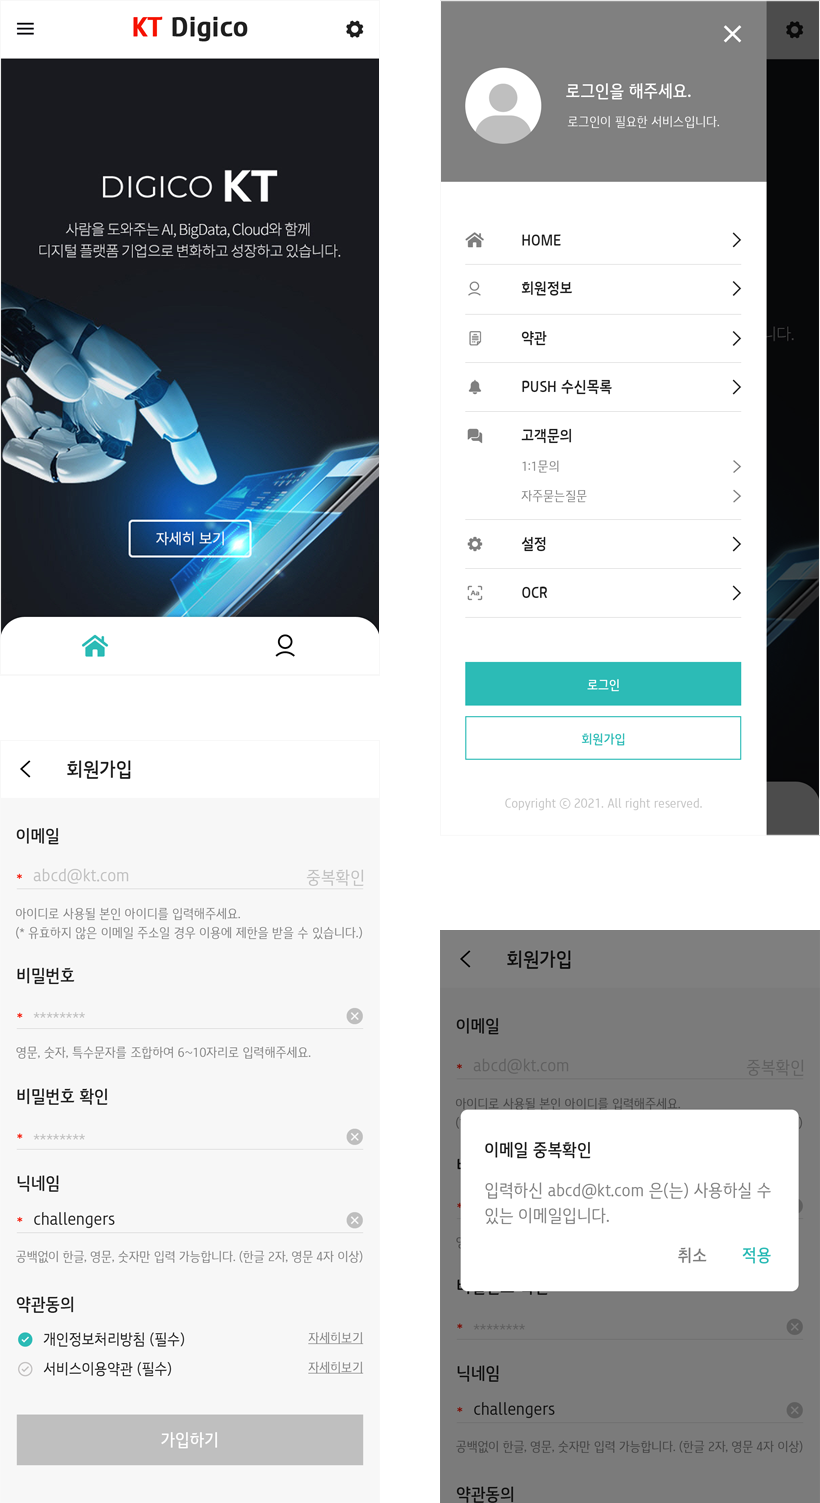 KT Digico
DIGICO KT
사람을 도와주는 AI, BigData, Cloud와 함께
디지털 플랫폼 기업으로 변화하고 성장하고 있습니다.
자세히 보기
로그인을 해주세요.
로그인이 필요한 서비스입니다.
HOME
회원정보
약관
PUSH 수신목록
고객문의
1:1문의
자주묻는질문
설정
Aa
OCR
로그인
회원가입
Copyright ⓒ 2021. All right reserved.
니다.
회원가입
이메일
* abcd@kt.com 중복확인
아이디로 사용될 본인 아이디를 입력해주세요.
(* 유효하지 않은 이메일 주소일 경우 이용에 제한을 받을 수 있습니다.)
비밀번호
* ********
영문, 숫자, 특수문자를 조합하여 6~10자리로 입력해주세요.
비밀번호 확인
* ********
닉네임
* challengers
공백없이 한글, 영문, 숫자만 입력 가능합니다. (한글 2자, 영문 4자 이상)
약관동의
개인정보처리방침 (필수) 자세히보기
서비스이용약관 (필수) 자세히보기
가입하기
회원가입
이메일
* abcd@kt.com 중복확인
아이디로 사용될 본인 아이디를 입력해주세요.
이메일 중복확인
입력하신 abcd@kt.com 은(는) 사용하실 수
있는 이메일입니다.
취소 적용
* ********
닉네임
* challengers
공백없이 한글, 영문, 숫자만 입력 가능합니다. (한글 2자, 영문 4자 이상)
약관동의